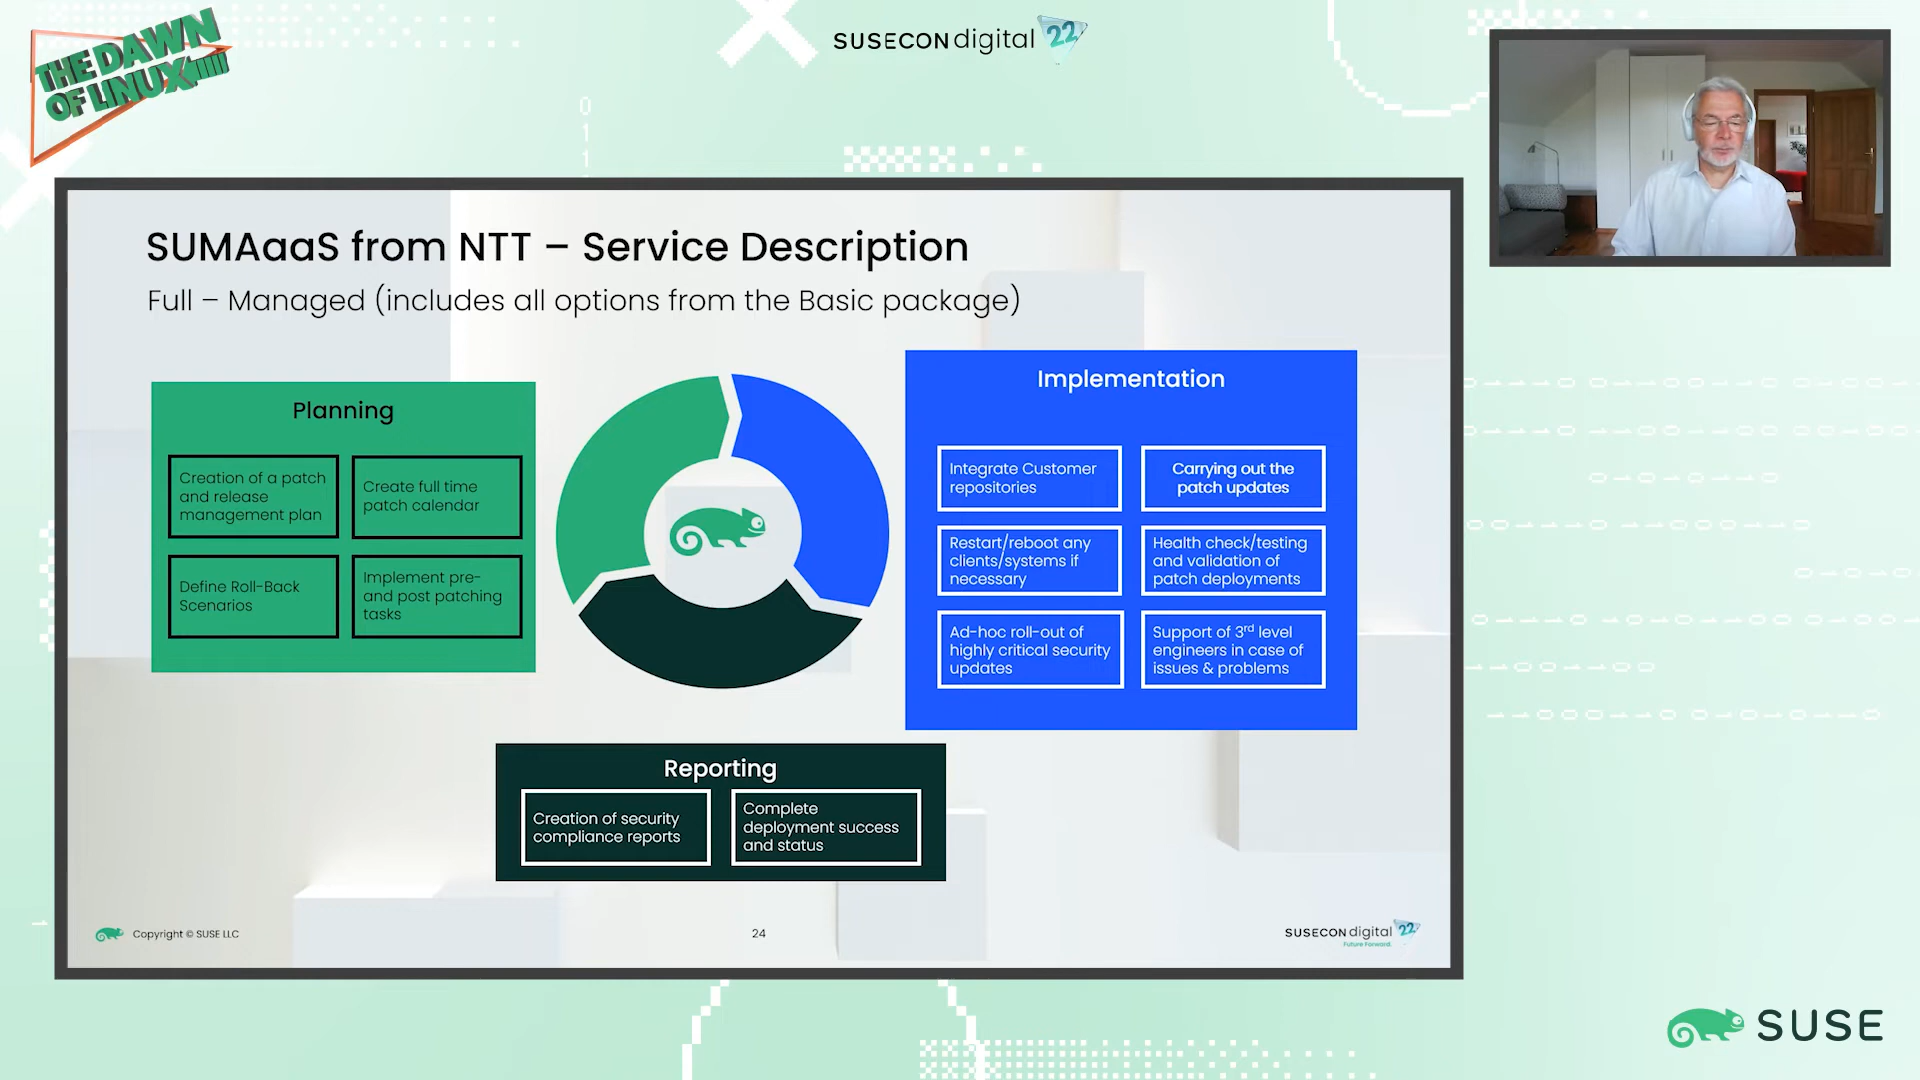 THE DAWN
OF LINUX
SUSECON digital 22
SUMAaaS from NTT – Service Description
Full – Managed (includes all options from the Basic package)
Planning
Creation of a patch
and release
management plan
Create full time
patch calendar
Define Roll-Back
Scenarios
Implement pre-
and post patching
tasks
Implementation
Integrate Customer
repositories
Carrying out the
patch updates
Restart/reboot any
clients/systems if
necessary
Health check/testing
and validation of
patch deployments
Ad-hoc roll-out of
highly critical security
updates
Support of 3rd level
engineers in case of
issues & problems
Reporting
Creation of security
compliance reports
Complete
deployment success
and status
Copyright © SUSE LLC
24
SUSECON digital 22
Future Forward.
SUSE